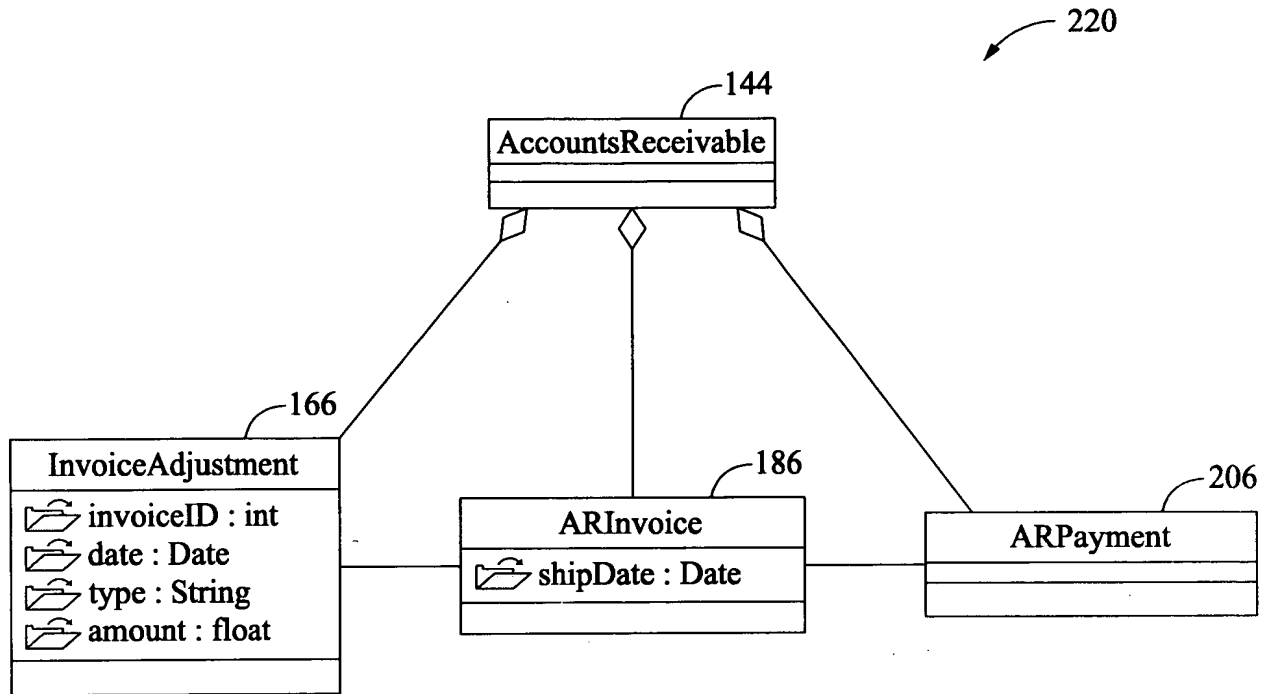 220
144
AccountsReceivable
166
InvoiceAdjustment
invoiceID : int
date : Date
type : String
amount : float
186
ARInvoice
shipDate : Date
206
ARPayment